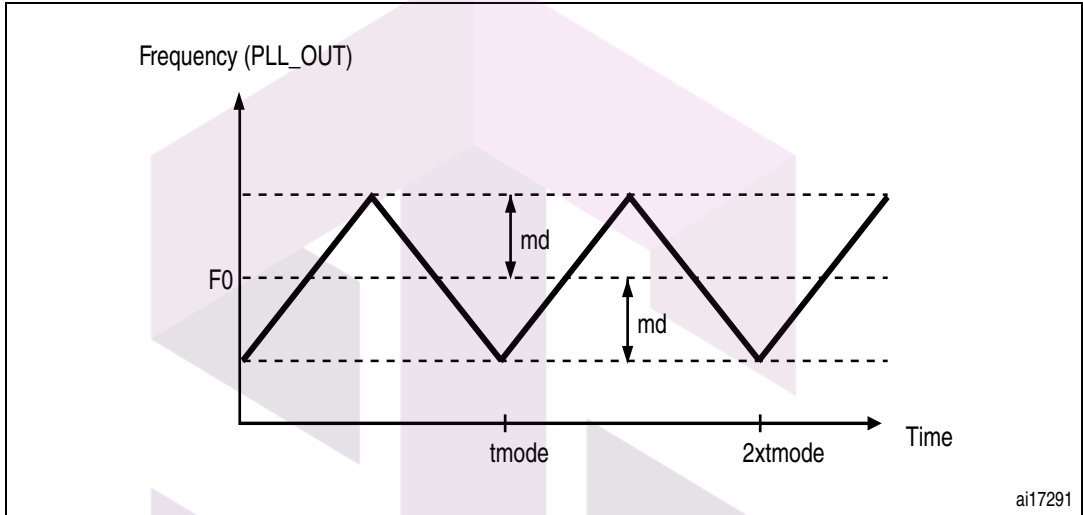 Frequency (PLL_OUT)
md
F0
md
tmode
2xtmode
Time
ai17291